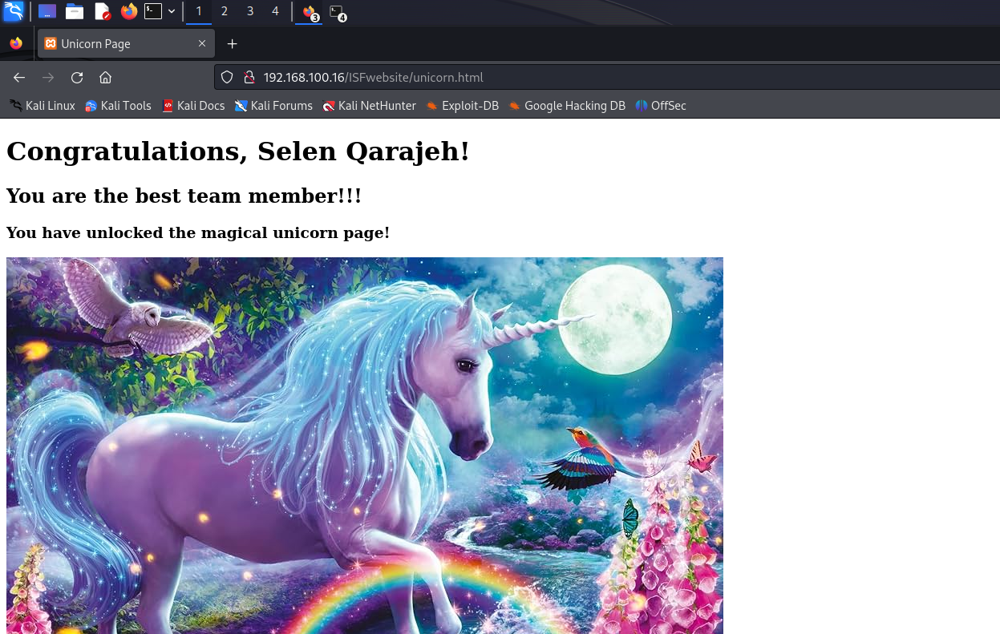 1 2 3 4 3 4
Unicorn Page
192.168.100.16/ISFwebsite/unicorn.html
Kali Linux Kali Tools Kali Docs Kali Forums Kali NetHunter Exploit-DB Google Hacking DB OffSec
Congratulations, Selen Qarajeh!
You are the best team member!!!
You have unlocked the magical unicorn page!